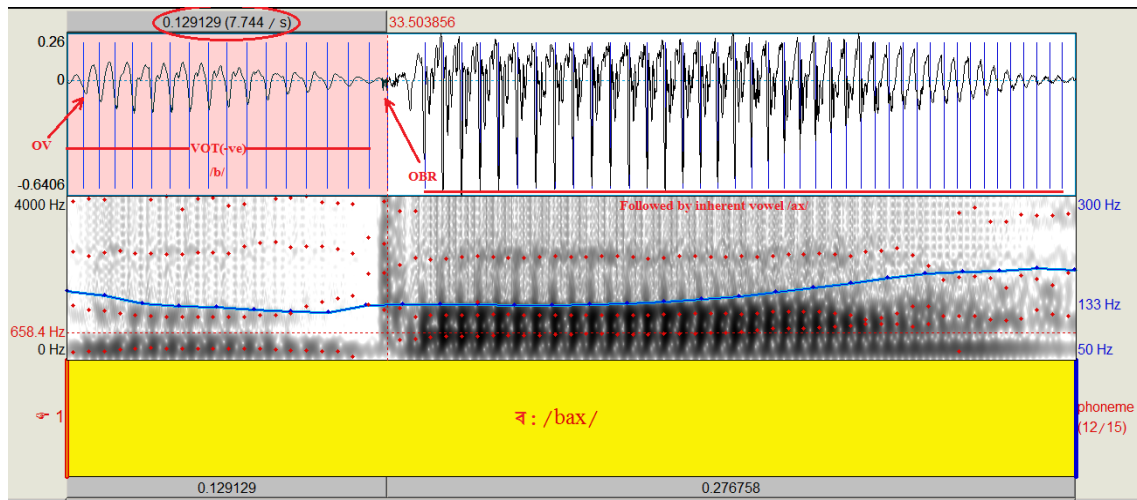 0.129129 (7.744 / s)
33.503856
0.26
0
OV
VOT(-ve)
/b/
OBR
-0.6406
4000 Hz
Followed by inherent vowel /ax/
300 Hz
133 Hz
658.4 Hz
0 Hz
50 Hz
1
ব : /bax/
phoneme
(12/15)
0.129129
0.276758